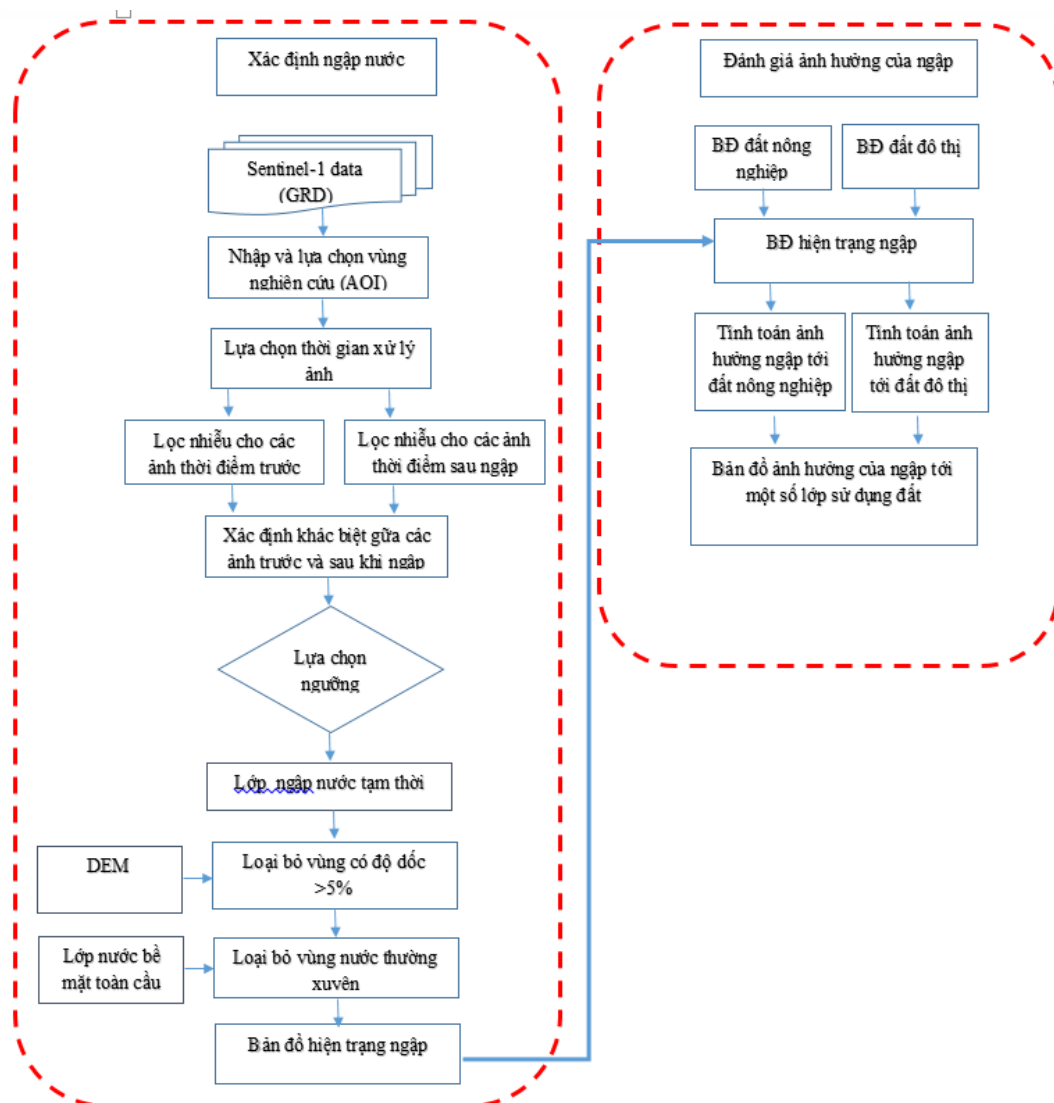 Xác định ngập nước
Sentinel-1 data
(GRD)
Nhập và lựa chọn vùng
nghiên cứu (AOI)
Lựa chọn thời gian xử lý
ảnh
Lọc nhiễu cho các
ảnh thời điểm trước
Lọc nhiễu cho các ảnh
thời điểm sau ngập
Xác định khác biệt gữa các
ảnh trước và sau khi ngập
Lựa chọn
ngưỡng
Lớp ngập nước tạm thời
DEM
Loại bỏ vùng có độ dốc
>5%
Lớp nước bề
mặt toàn cầu
Loại bỏ vùng nước thường
xuyên
Bản đồ hiện trạng ngập
Đánh giá ảnh hưởng của ngập
BĐ đất nông
nghiệp
BĐ đất đô thị
BĐ hiện trạng ngập
Tính toán ảnh
hưởng ngập tới
đất nông nghiệp
Tính toán ảnh
hưởng ngập
tới đất đô thị
Bản đồ ảnh hưởng của ngập tới
một số lớp sử dụng đất